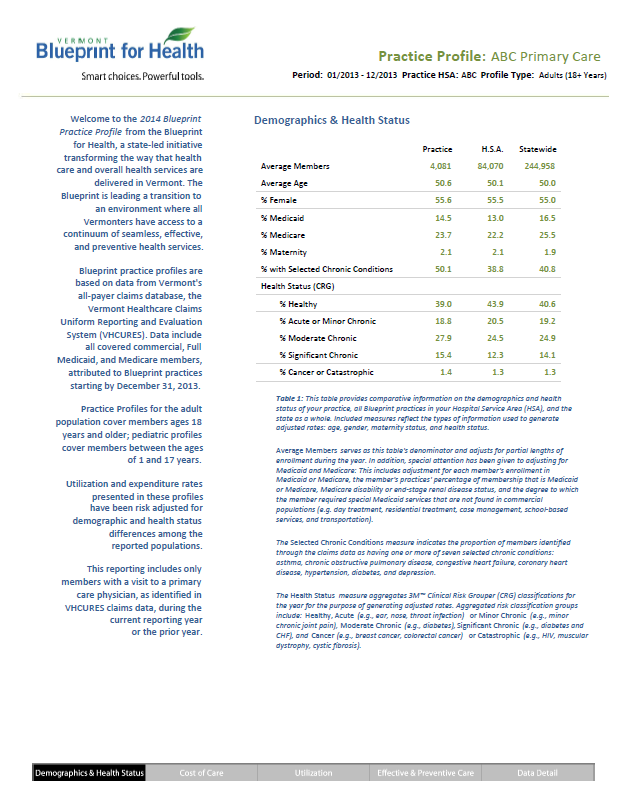 VERMONT
Blueprint for Health
Smart choices. Powerful tools.
Practice Profile: ABC Primary Care
Period: 01/2013 - 12/2013 Practice HSA: ABC Profile Type: Adults (18+ Years)
Welcome to the 2014 Blueprint
Practice Profile from the Blueprint
for Health, a state-led initiative
transforming the way that health
care and overall health services are
delivered in Vermont. The
Blueprint is leading a transition to
an environment where all
Vermonters have access to a
continuum of seamless, effective,
and preventive health services.
Blueprint practice profiles are
based on data from Vermont's
all-payer claims database, the
Vermont Healthcare Claims
Uniform Reporting and Evaluation
System (VHCURES). Data include
all covered commercial, Full
Medicaid, and Medicare members,
attributed to Blueprint practices
starting by December 31, 2013.
Practice Profiles for the adult
population cover members ages 18
years and older; pediatric profiles
cover members between the ages
of 1 and 17 years.
Utilization and expenditure rates
presented in these profiles
have been risk adjusted for
demographic and health status
differences among the
reported populations.
This reporting includes only
members with a visit to a primary
care physician, as identified in
VHCURES claims data, during the
current reporting year
or the prior year.
Demographics & Health Status
Practice H.S.A. Statewide
Average Members 4,081 84,070 244,958
Average Age 50.6 50.1 50.0
% Female 55.6 55.5 55.0
% Medicaid 14.5 13.0 16.5
% Medicare 23.7 22.2 25.5
% Maternity 2.1 2.1 1.9
% with Selected Chronic Conditions 50.1 38.8 40.8
Health Status (CRG)
% Healthy 39.0 43.9 40.6
% Acute or Minor Chronic 18.8 20.5 19.2
% Moderate Chronic 27.9 24.5 24.9
% Significant Chronic 15.4 12.3 14.1
% Cancer or Catastrophic 1.4 1.3 1.3
Table 1: This table provides comparative information on the demographics and health
status of your practice, all Blueprint practices in your Hospital Service Area (HSA), and the
state as a whole. Included measures reflect the types of information used to generate
adjusted rates: age, gender, maternity status, and health status.
Average Members serves as this table's denominator and adjusts for partial lengths of
enrollment during the year. In addition, special attention has been given to adjusting for
Medicaid and Medicare: This includes adjustment for each member's enrollment in
Medicaid or Medicare, the member's practices' percentage of membership that is Medicaid
or Medicare, Medicare disability or end-stage renal disease status, and the degree to which
the member required special Medicaid services that are not found in commercial
populations (e.g. day treatment, residential treatment, case management, school-based
services, and transportation).
The Selected Chronic Conditions measure indicates the proportion of members identified
through the claims data as having one or more of seven selected chronic conditions:
asthma, chronic obstructive pulmonary disease, congestive heart failure, coronary heart
disease, hypertension, diabetes, and depression.
The Health Status measure aggregates 3M™ Clinical Risk Grouper (CRG) classifications for
the year for the purpose of generating adjusted rates. Aggregated risk classification groups
include: Healthy, Acute (e.g., ear, nose, throat infection) or Minor Chronic (e.g., minor
chronic joint pain), Moderate Chronic (e.g., diabetes), Significant Chronic (e.g., diabetes and
CHF), and Cancer (e.g., breast cancer, colorectal cancer) or Catastrophic (e.g., HIV, muscular
dystrophy, cystic fibrosis).
Demographics & Health Status Cost of Care Utilization Effective & Preventive Care Data Detail